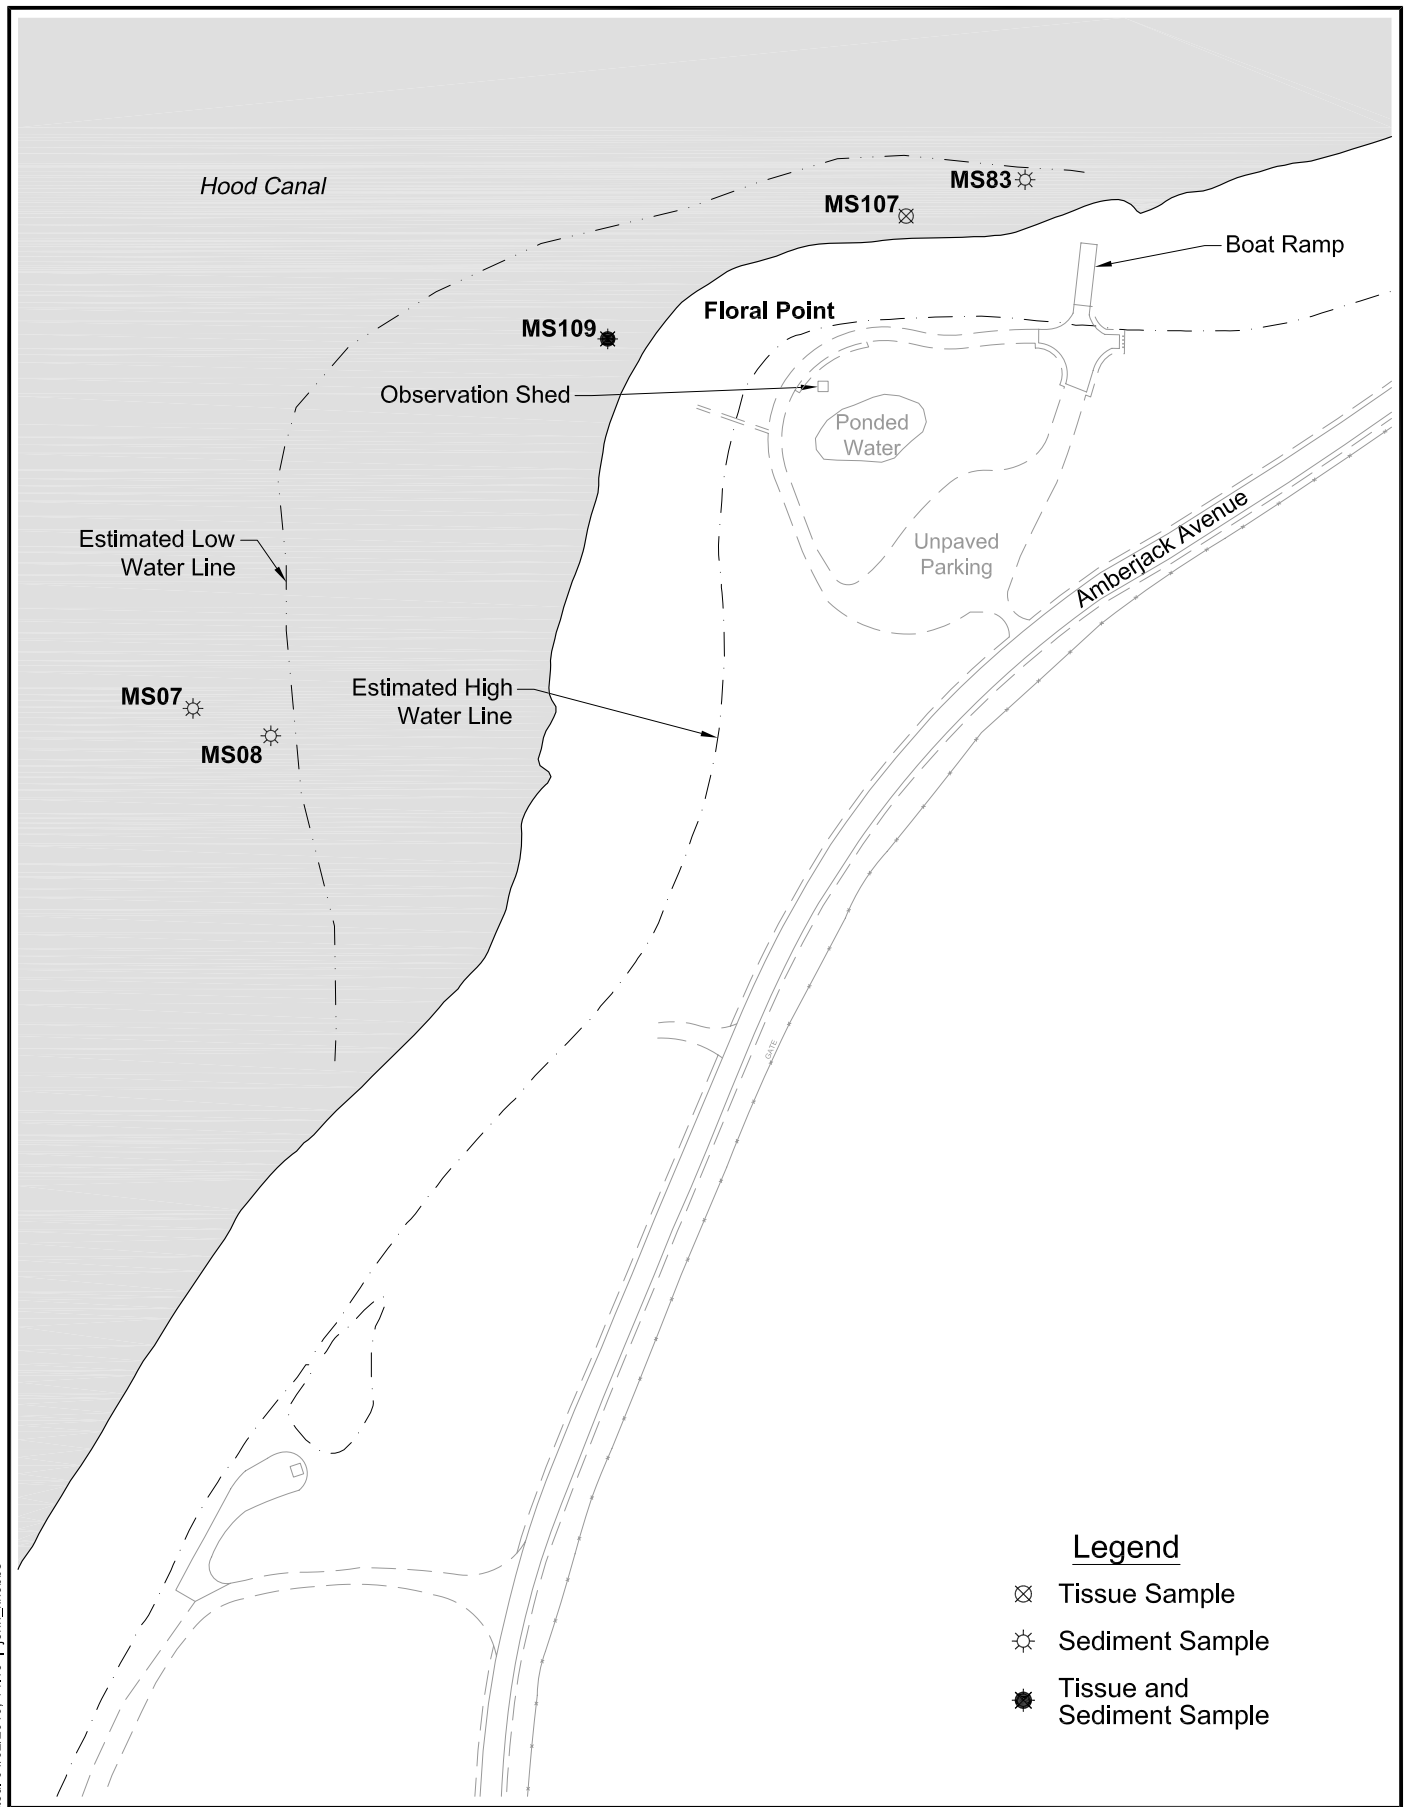 Hood Canal
MS83
MS107
Boat Ramp
Floral Point
MS109
Observation Shed
Ponded
Water
Estimated Low
Water Line
Unpaved
Parking
Amberjack Avenue
MS07
MS08
Estimated High
Water Line
GATE
Legend
Tissue Sample
Sediment Sample
Tissue and
Sediment Sample